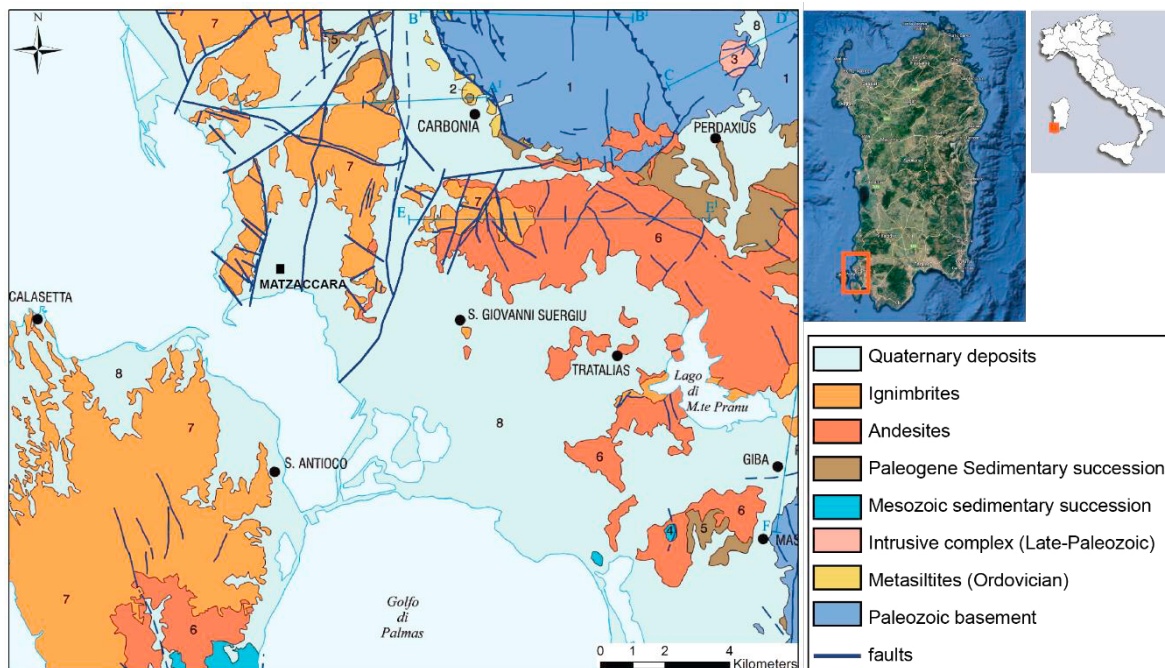 N
7
5
B
B'
D
8
3
C
1
1
2
A'
CARBONIA
PERDAXIUS
7
7
E
E'
6
MATZACCARA
CALASETTA
S. GIOVANNI SUERGIU
8
TRATALIAS
Lago
di
M.te Pranu
7
8
S. ANTIOCO
6
GIBA
6
4
5
F
MAS
7
6
Golfo
di
Palmas
0 1 2 4
Kilometers
Quaternary deposits
Ignimbrites
Andesites
Paleogene Sedimentary succession
Mesozoic sedimentary succession
Intrusive complex (Late-Paleozoic)
Metasiltites (Ordovician)
Paleozoic basement
faults